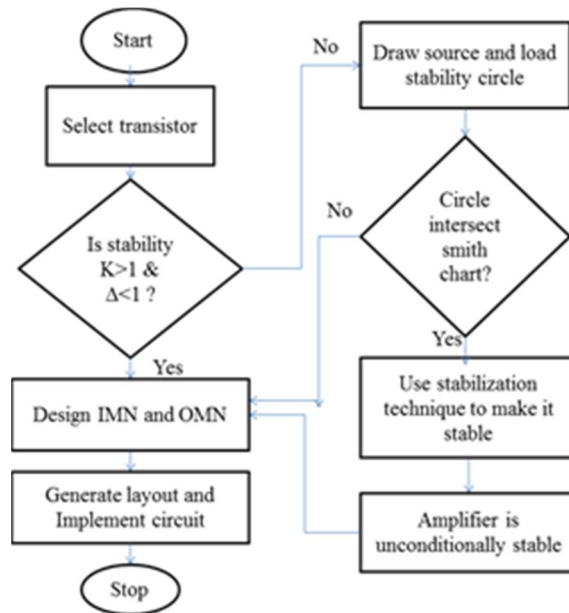 Start
Select transistor
Is stability
K>1 &
Δ<1 ?
Yes
Design IMN and OMN
Generate layout and
Implement circuit
Stop
No
Draw source and load
stability circle
No
Circle
intersect
smith
chart?
Yes
Use stabilization
technique to make it
stable
Amplifier is
unconditionally stable